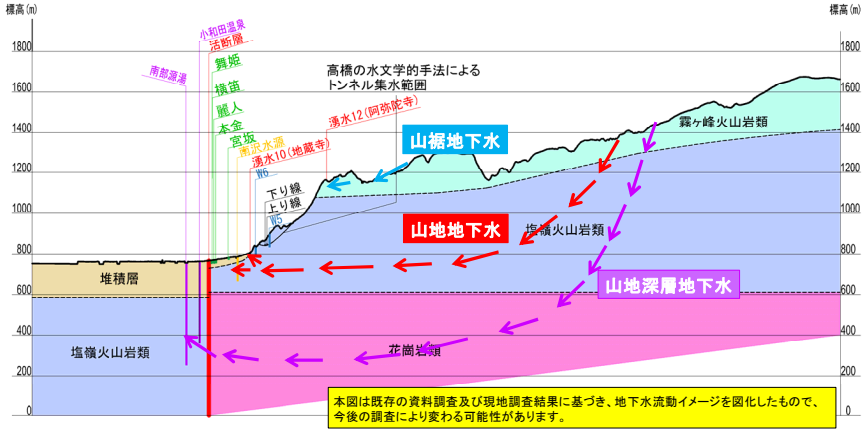 標高(m)
標高(m)
1800
1600
1400
1200
1000
800
600
400
200
0
1800
1600
1400
1200
1000
800
600
400
200
0
小和田温泉
活断層
南部源湯
舞姫
横笛
麗人
本金
宮坂
南沢水源
湧水10(地蔵寺)
W6
下り線
上り線
W5
高橋の水文学的手法による
トンネル集水範囲
湧水12(阿弥陀寺)
山裾地下水
霧ヶ峰火山岩類
山地地下水
塩嶺火山岩類
山地深層地下水
堆積層
塩嶺火山岩類
花崗岩類
本図は既存の資料調査及び現地調査結果に基づき、地下水流動イメージを図化したもので、
今後の調査により変わる可能性があります。